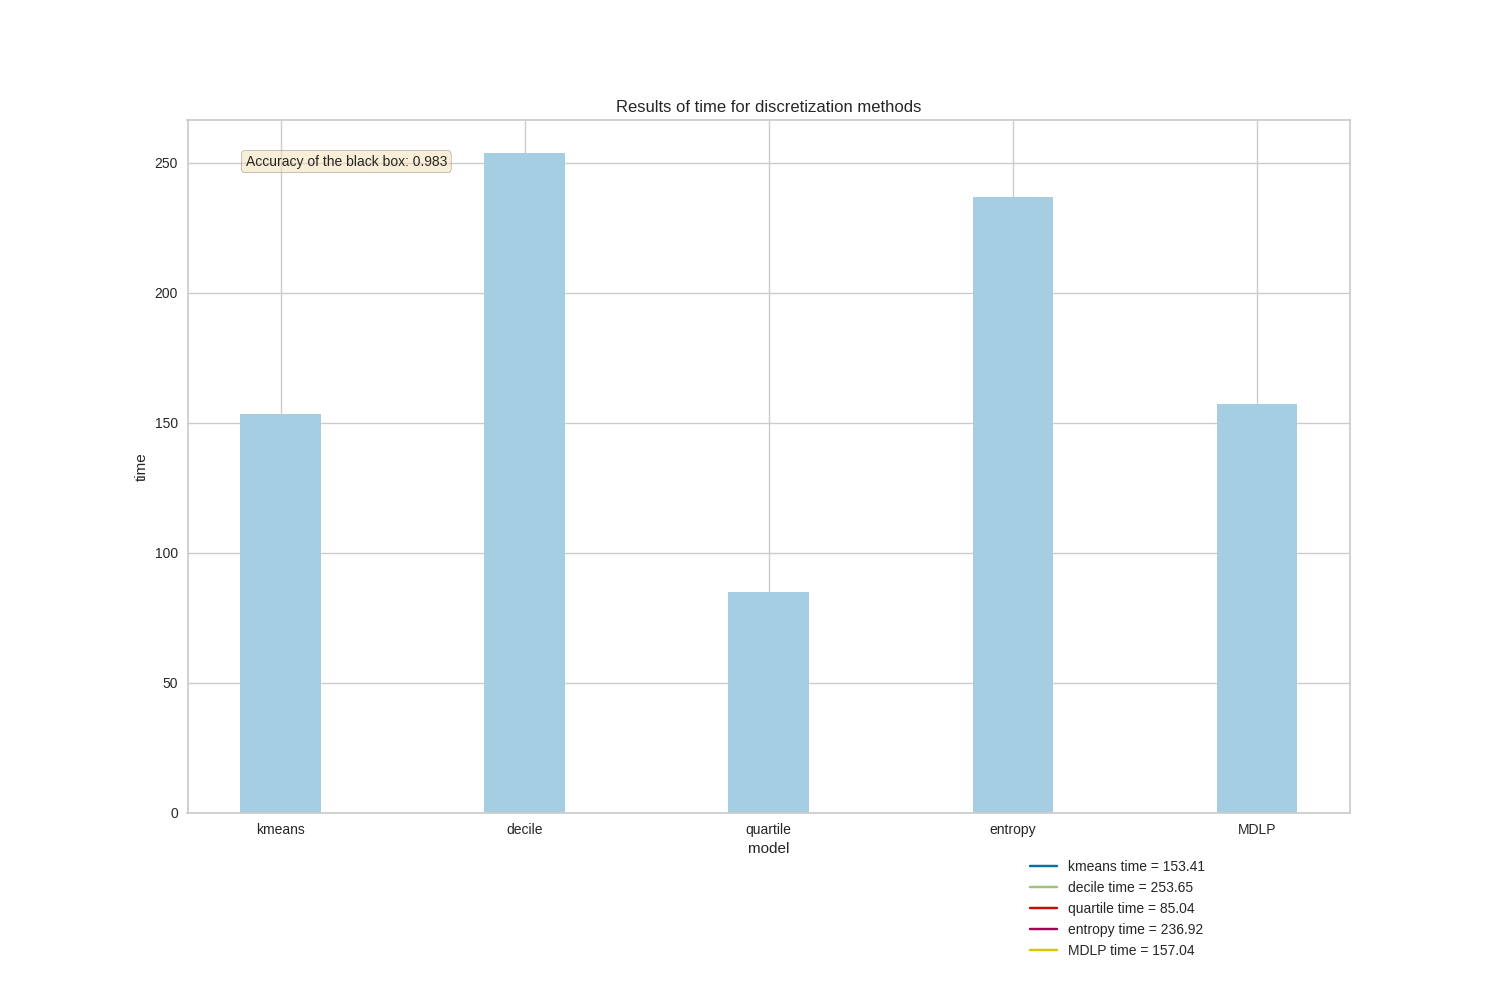 Results of time for discretization methods
Accuracy of the black box: 0.983
250
200
150
100
50
0
time
kmeans decile quartile entropy MDLP
model
kmeans time = 153.41
decile time = 253.65
quartile time = 85.04
entropy time = 236.92
MDLP time = 157.04